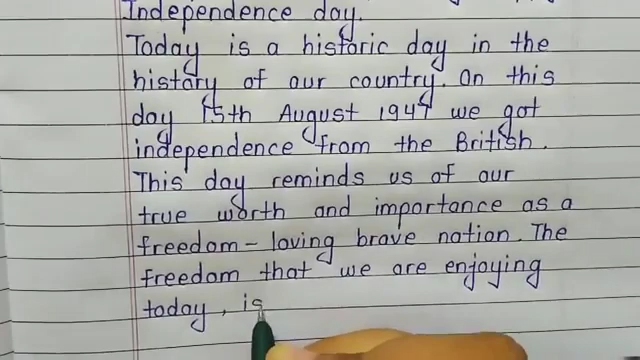 Independence day.
Today is a historic day in the
history of our country. On this
day 15th August 1947 we got
independence from the British.
This day reminds us of our
true worth and importance as a
freedom - loving brave nation. The
freedom that we are enjoying
today, is